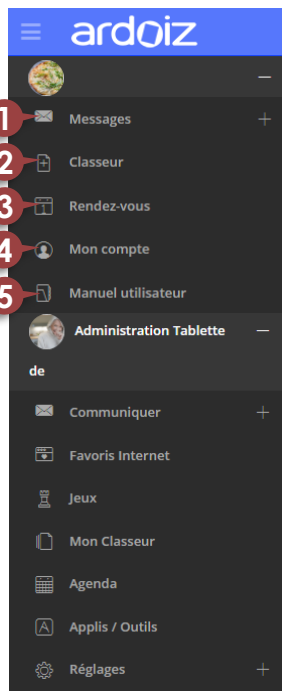 ardoiz
1 Messages
2 Classeur
3 Rendez-vous
4 Mon compte
5 Manuel utilisateur
Administration Tablette
de
Communiquer
Favoris Internet
Jeux
Mon Classeur
Agenda
Applis / Outils
Réglages